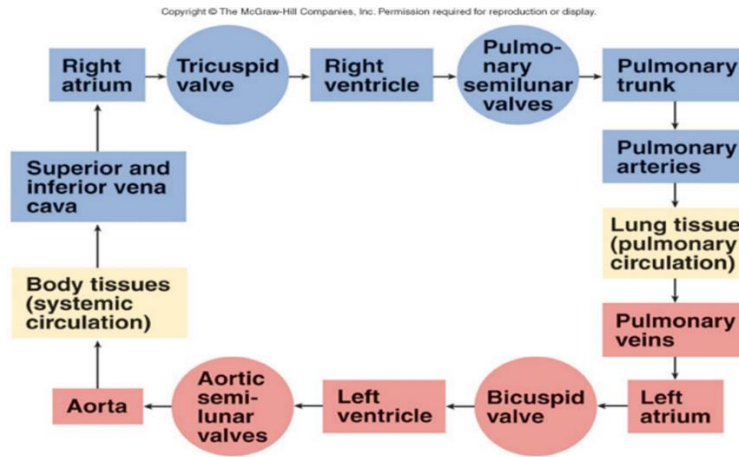 Copyright © The McGraw-Hill Companies, Inc. Permission required for reproduction or display.
Right
atrium
Tricuspid
valve
Right
ventricle
Pulmo-
nary
semilunar
valves
Pulmonary
trunk
Pulmonary
arteries
Lung tissue
(pulmonary
circulation)
Pulmonary
veins
Left
atrium
Bicuspid
valve
Left
ventricle
Aortic
semi-
lunar
valves
Aorta
Body tissues
(systemic
circulation)
Superior and
inferior vena
cava